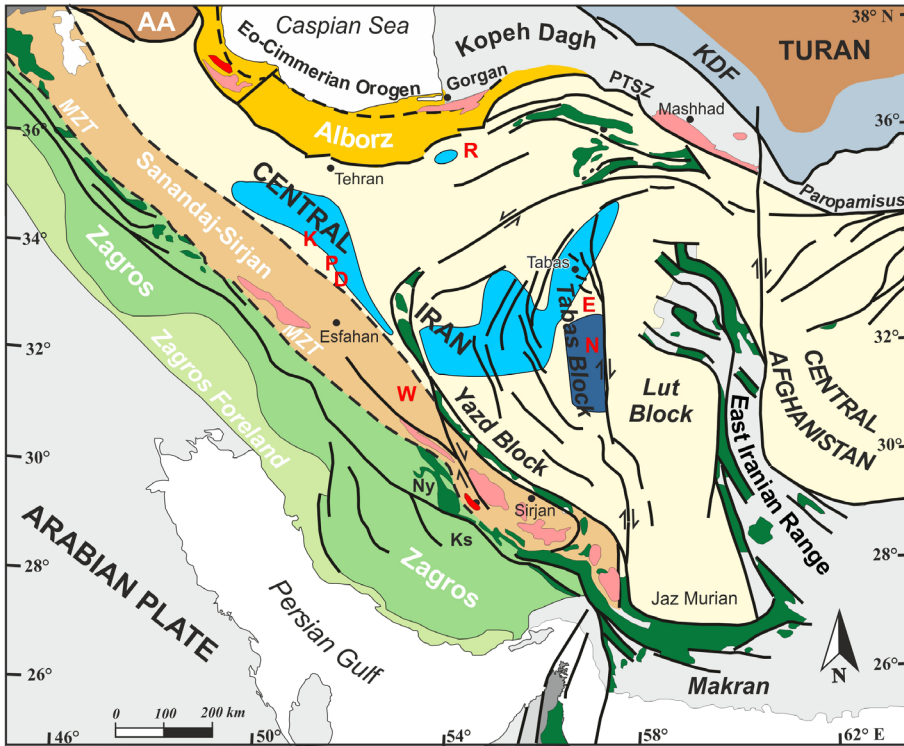 AA
Caspian Sea
38° N
Kopeh Dagh
TURAN
KDF
Eo-Cimmerian Orogen
Gorgan
PTSZ
Mashhad
MZT
36°
36°
Alborz
R
Tehran
Paropamisus
Sanandaj-Sirjan
CENTRAL
34°
K
P
D
Tabas
Zagros
IRAN
E
Tabas Block
N
Esfahan
32°
32°
MZT
Zagros Foreland
W
Yazd Block
Lut
Block
CENTRAL
AFGHANISTAN
East Iranian
Range
30°
30°
Ny
Sirjan
Ks
ARABIAN PLATE
Zagros
28°
28°
Jaz Murian
Persian Gulf
26°
26°
Makran
N
0 100 200 km
46°
50°
54°
58°
62° E